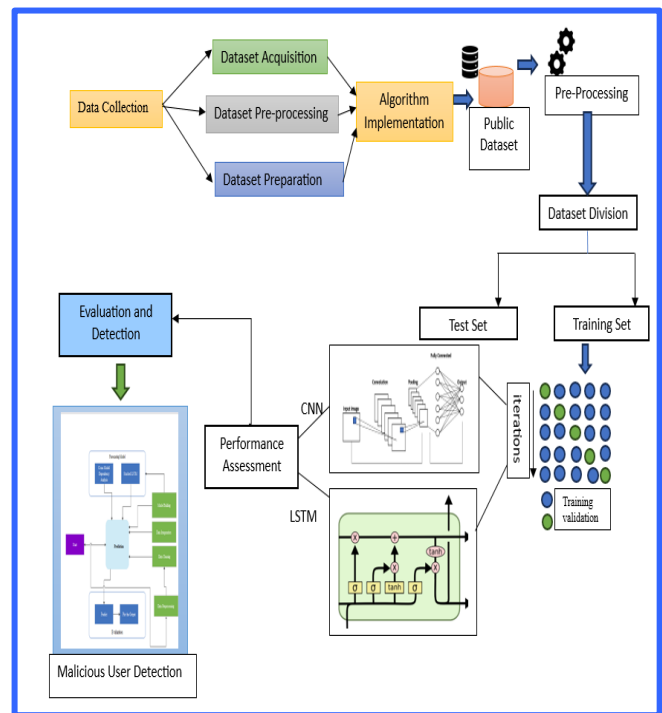 Dataset Acquisition
Data Collection
Dataset Pre-processing
Dataset Preparation
Algorithm
Implementation
Public
Dataset
Pre-Processing
Dataset Division
Test Set
Training Set
iterations
Training
validation
CNN
Input Image
Convolution
Pooling
Fully Connected
Output
LSTM
σ
σ
tanh
σ
tanh
Performance
Assessment
Evaluation and
Detection
Malicious User Detection